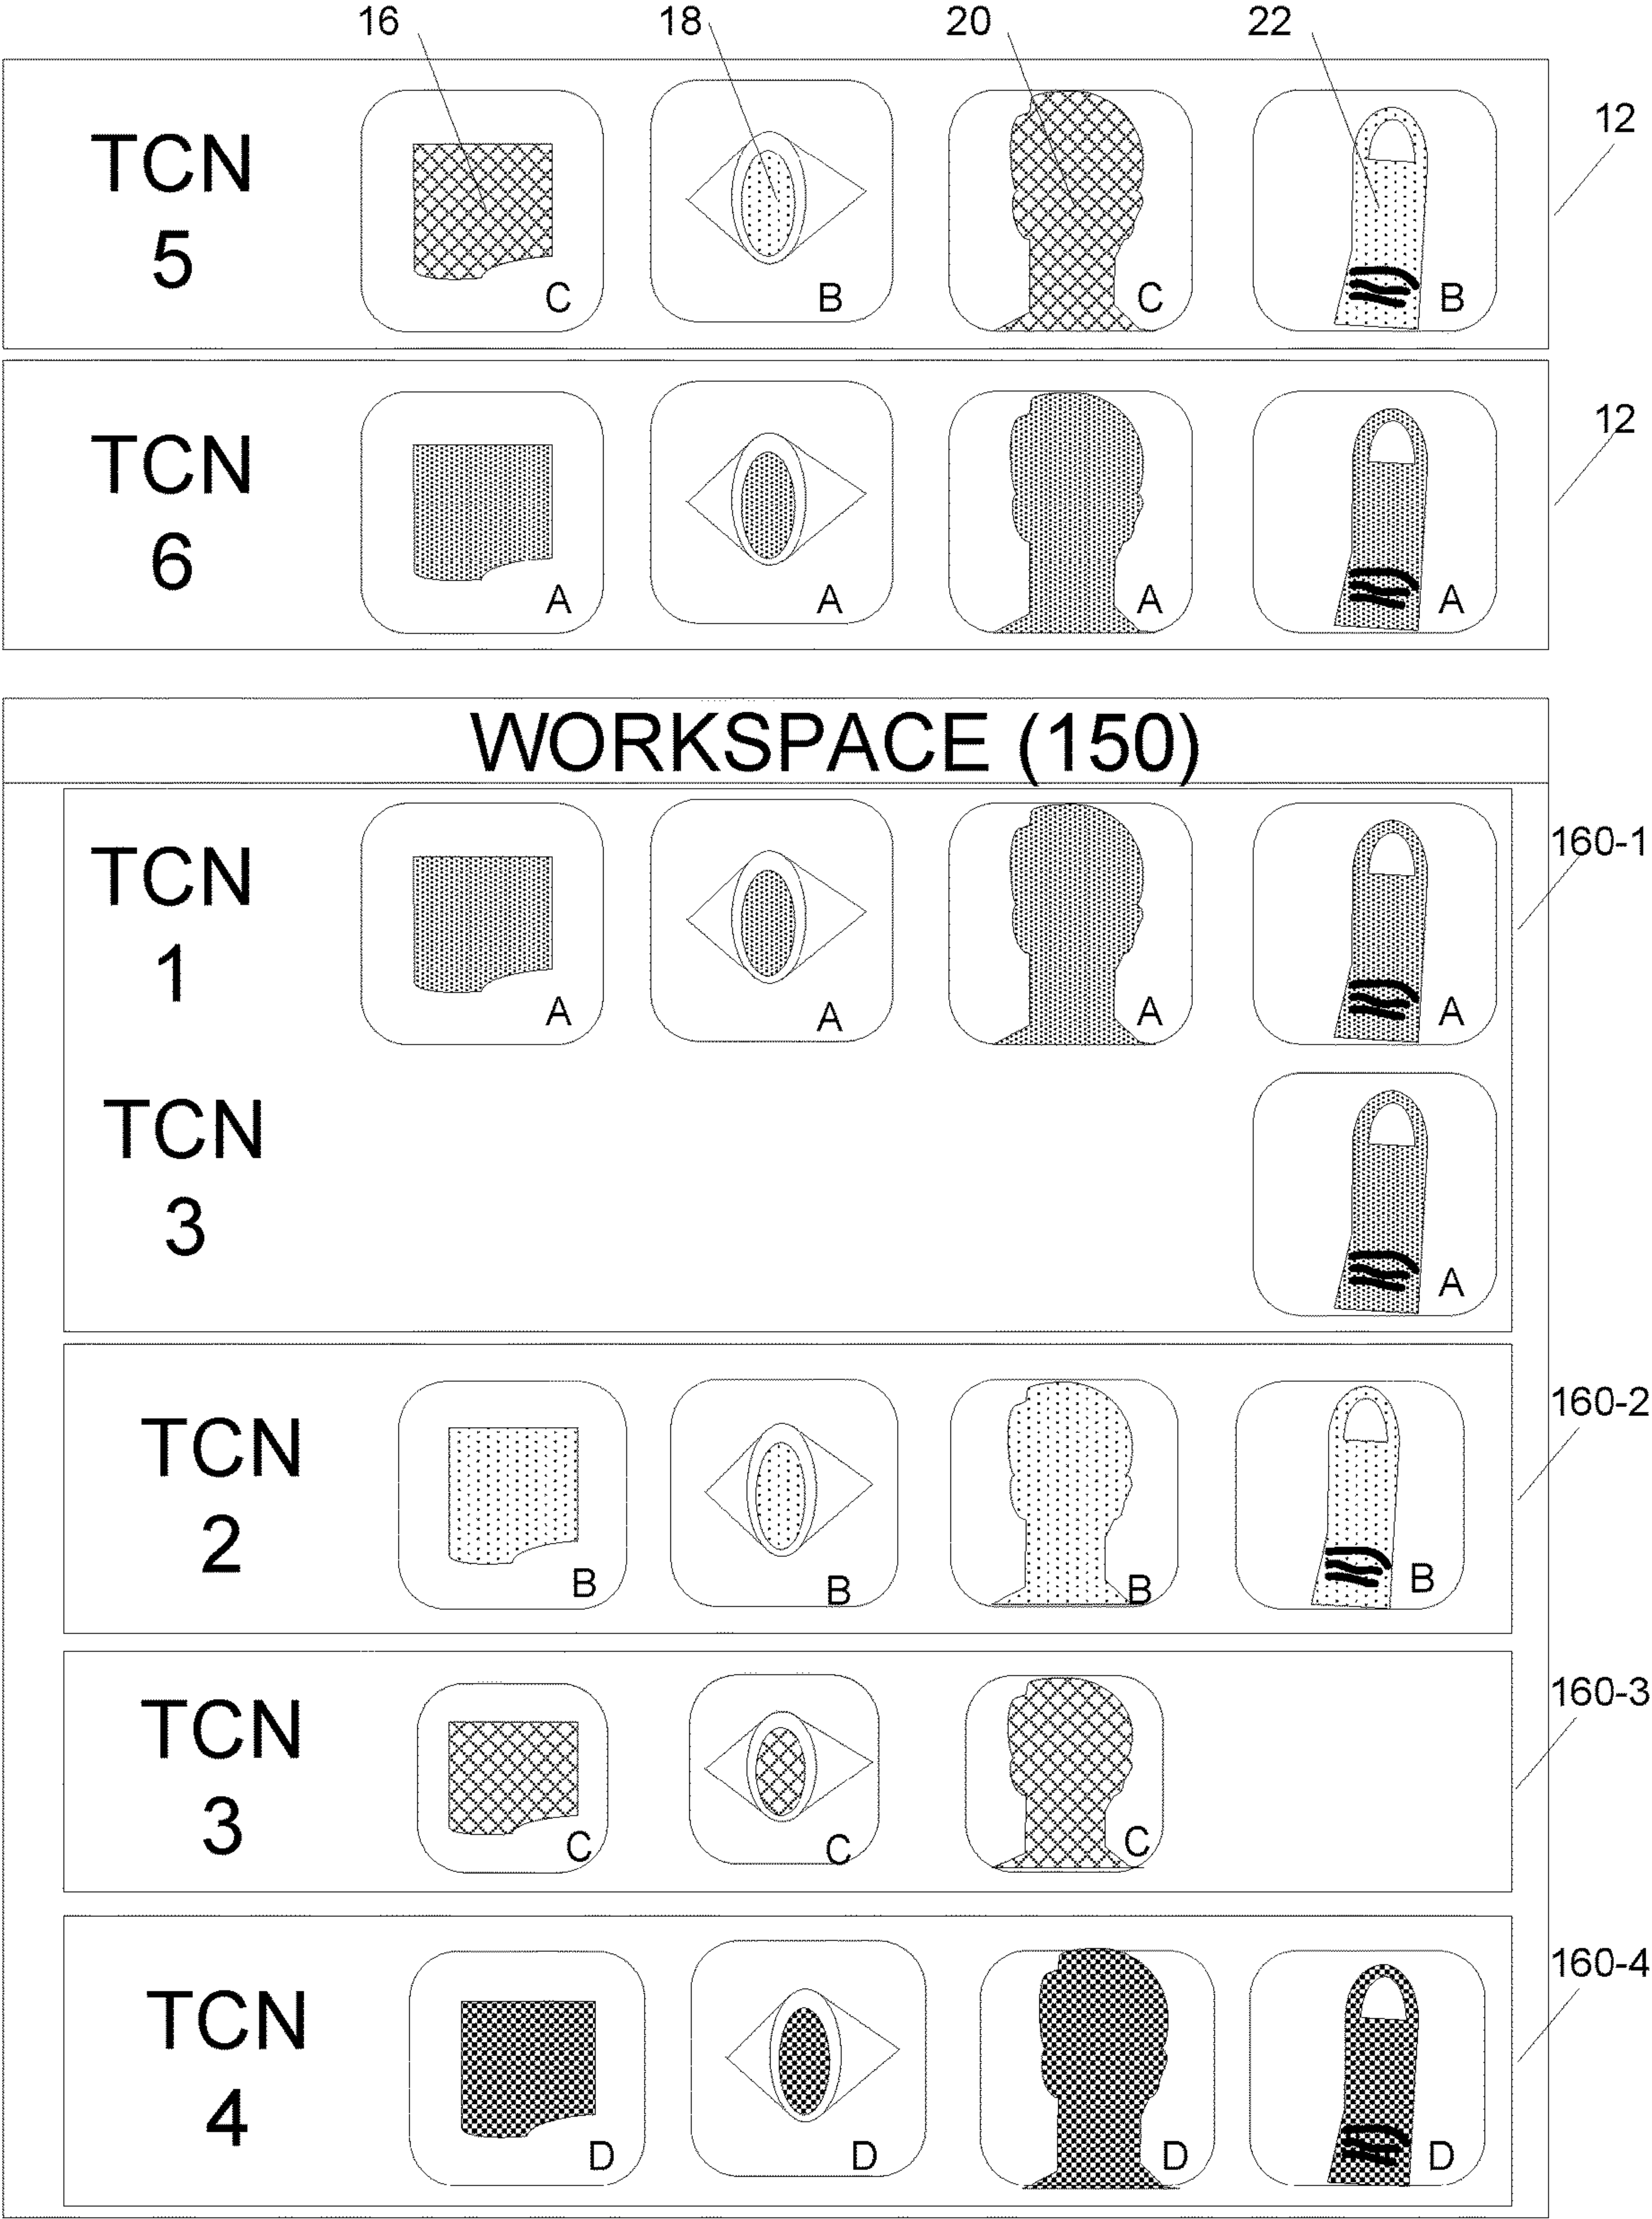 16 18 20 22
TCN
5
C B C B
12
TCN
6
A A A A
12
WORKSPACE (150)
TCN
1
A A A A
160-1
TCN
3
A
TCN
2
B B B B
160-2
TCN
3
C C C
160-3
TCN
4
D D D D
160-4